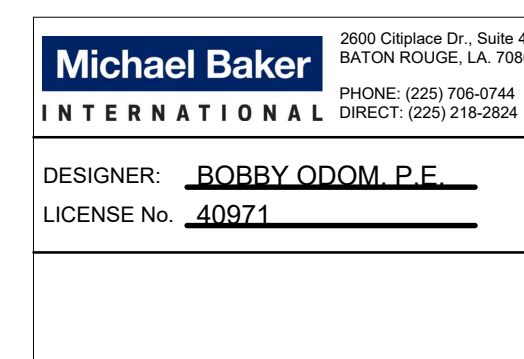 Michael Baker
INTERNATIONAL
2600 Citiplace Dr., Suite
BATON ROUGE, LA.
PHONE: (225) 706-0744
DIRECT: (225) 218-2824
DESIGNER: BOBBY ODOM, P.E.
LICENSE No. 40971